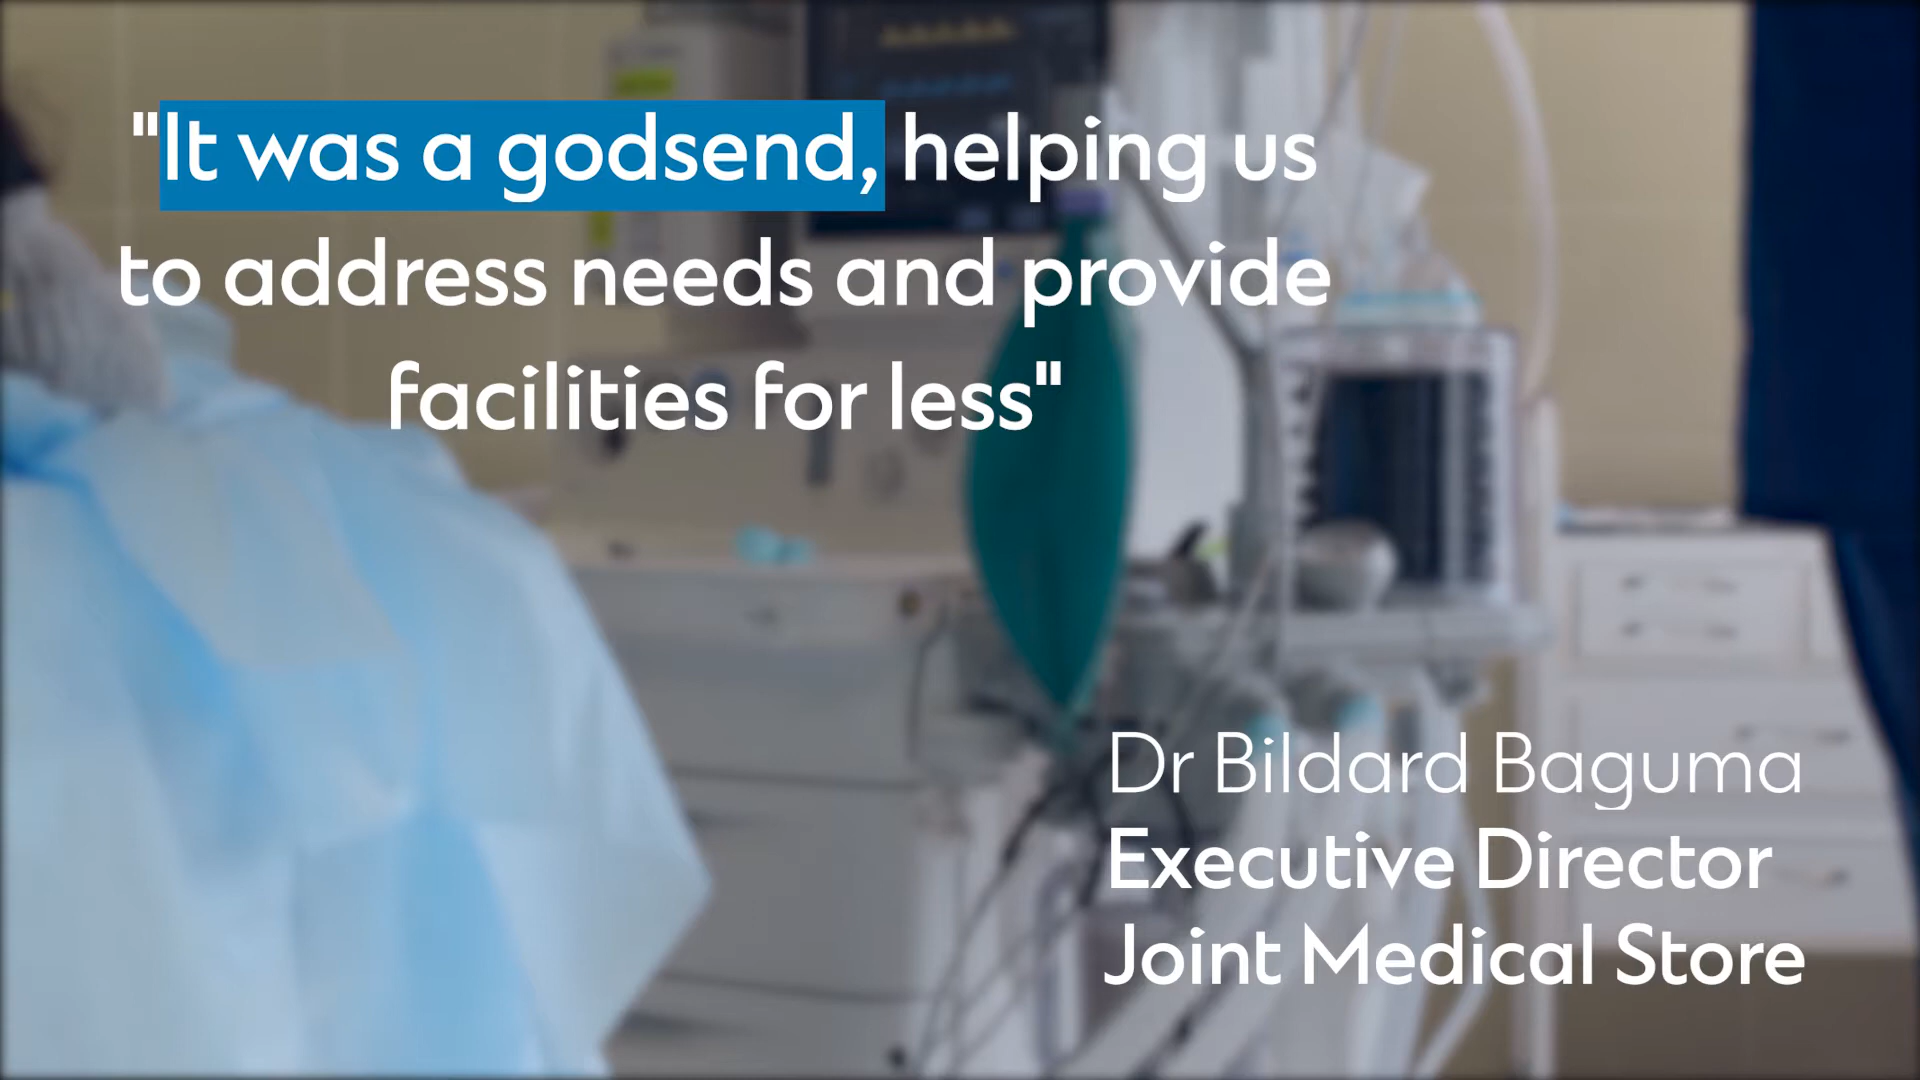 "It was a godsend, helping us
to address needs and provide
facilities for less"
Dr Bildard Baguma
Executive Director
Joint Medical Store